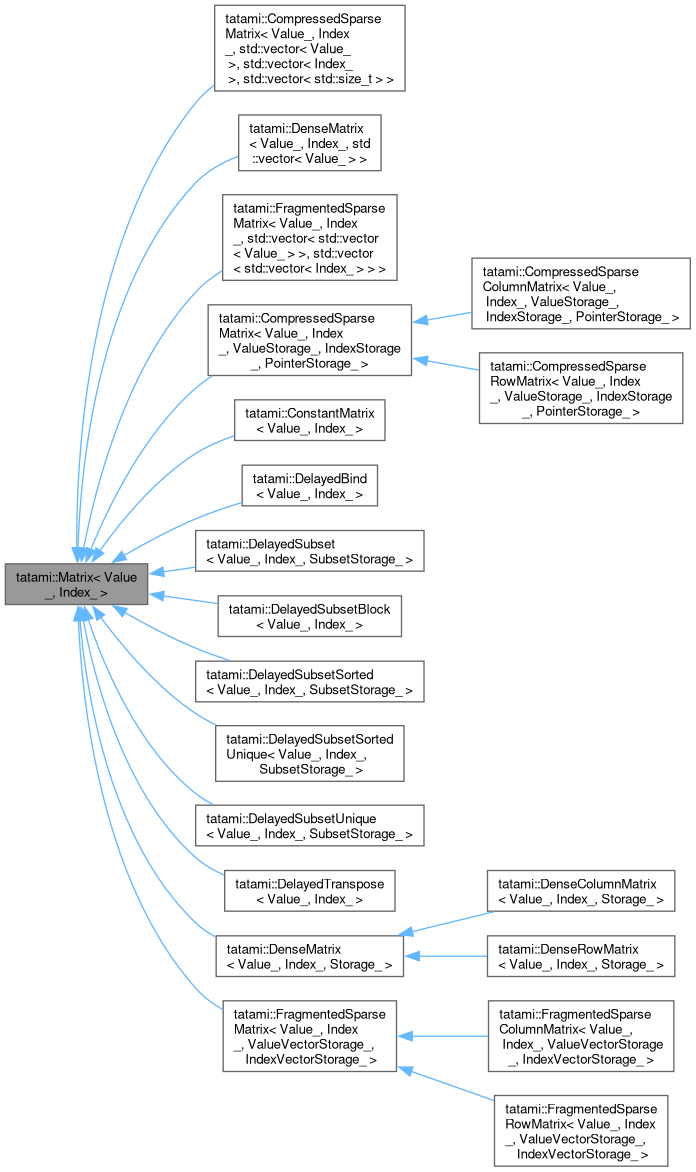 tatami::CompressedSparse
Matrix< Value_, Index
_, std::vector< Value_
>, std::vector< Index_
>, std::vector< std::size_t > >
tatami::DenseMatrix
< Value_, Index_, std
::vector< Value_ > >
tatami::FragmentedSparse
Matrix< Value_, Index
_, std::vector< std::vector
< Value_ > >, std::vector
< std::vector< Index_ > > >
tatami::CompressedSparse
Matrix< Value_, Index
_, ValueStorage_, IndexStorage
_, PointerStorage_ >
tatami::CompressedSparse
ColumnMatrix< Value_,
Index_, ValueStorage_,
IndexStorage_, PointerStorage_ >
tatami::CompressedSparse
RowMatrix< Value_, Index
_, ValueStorage_, IndexStorage
_, PointerStorage_ >
tatami::ConstantMatrix
< Value_, Index_ >
tatami::DelayedBind
< Value_, Index_ >
tatami::DelayedSubset
< Value_, Index_, SubsetStorage_ >
tatami::Matrix< Value
_, Index_ >
tatami::DelayedSubsetBlock
< Value_, Index_ >
tatami::DelayedSubsetSorted
< Value_, Index_, SubsetStorage_ >
tatami::DelayedSubsetSorted
Unique< Value_, Index_,
SubsetStorage_ >
tatami::DelayedSubsetUnique
< Value_, Index_, SubsetStorage_ >
tatami::DelayedTranspose
< Value_, Index_ >
tatami::DenseMatrix
< Value_, Index_, Storage_ >
tatami::DenseColumnMatrix
< Value_, Index_, Storage_ >
tatami::DenseRowMatrix
< Value_, Index_, Storage_ >
tatami::FragmentedSparse
Matrix< Value_, Index
_, ValueVectorStorage_,
IndexVectorStorage_ >
tatami::FragmentedSparse
ColumnMatrix< Value_,
Index_, ValueVectorStorage
_, IndexVectorStorage_ >
tatami::FragmentedSparse
RowMatrix< Value_, Index
_, ValueVectorStorage_,
IndexVectorStorage_ >